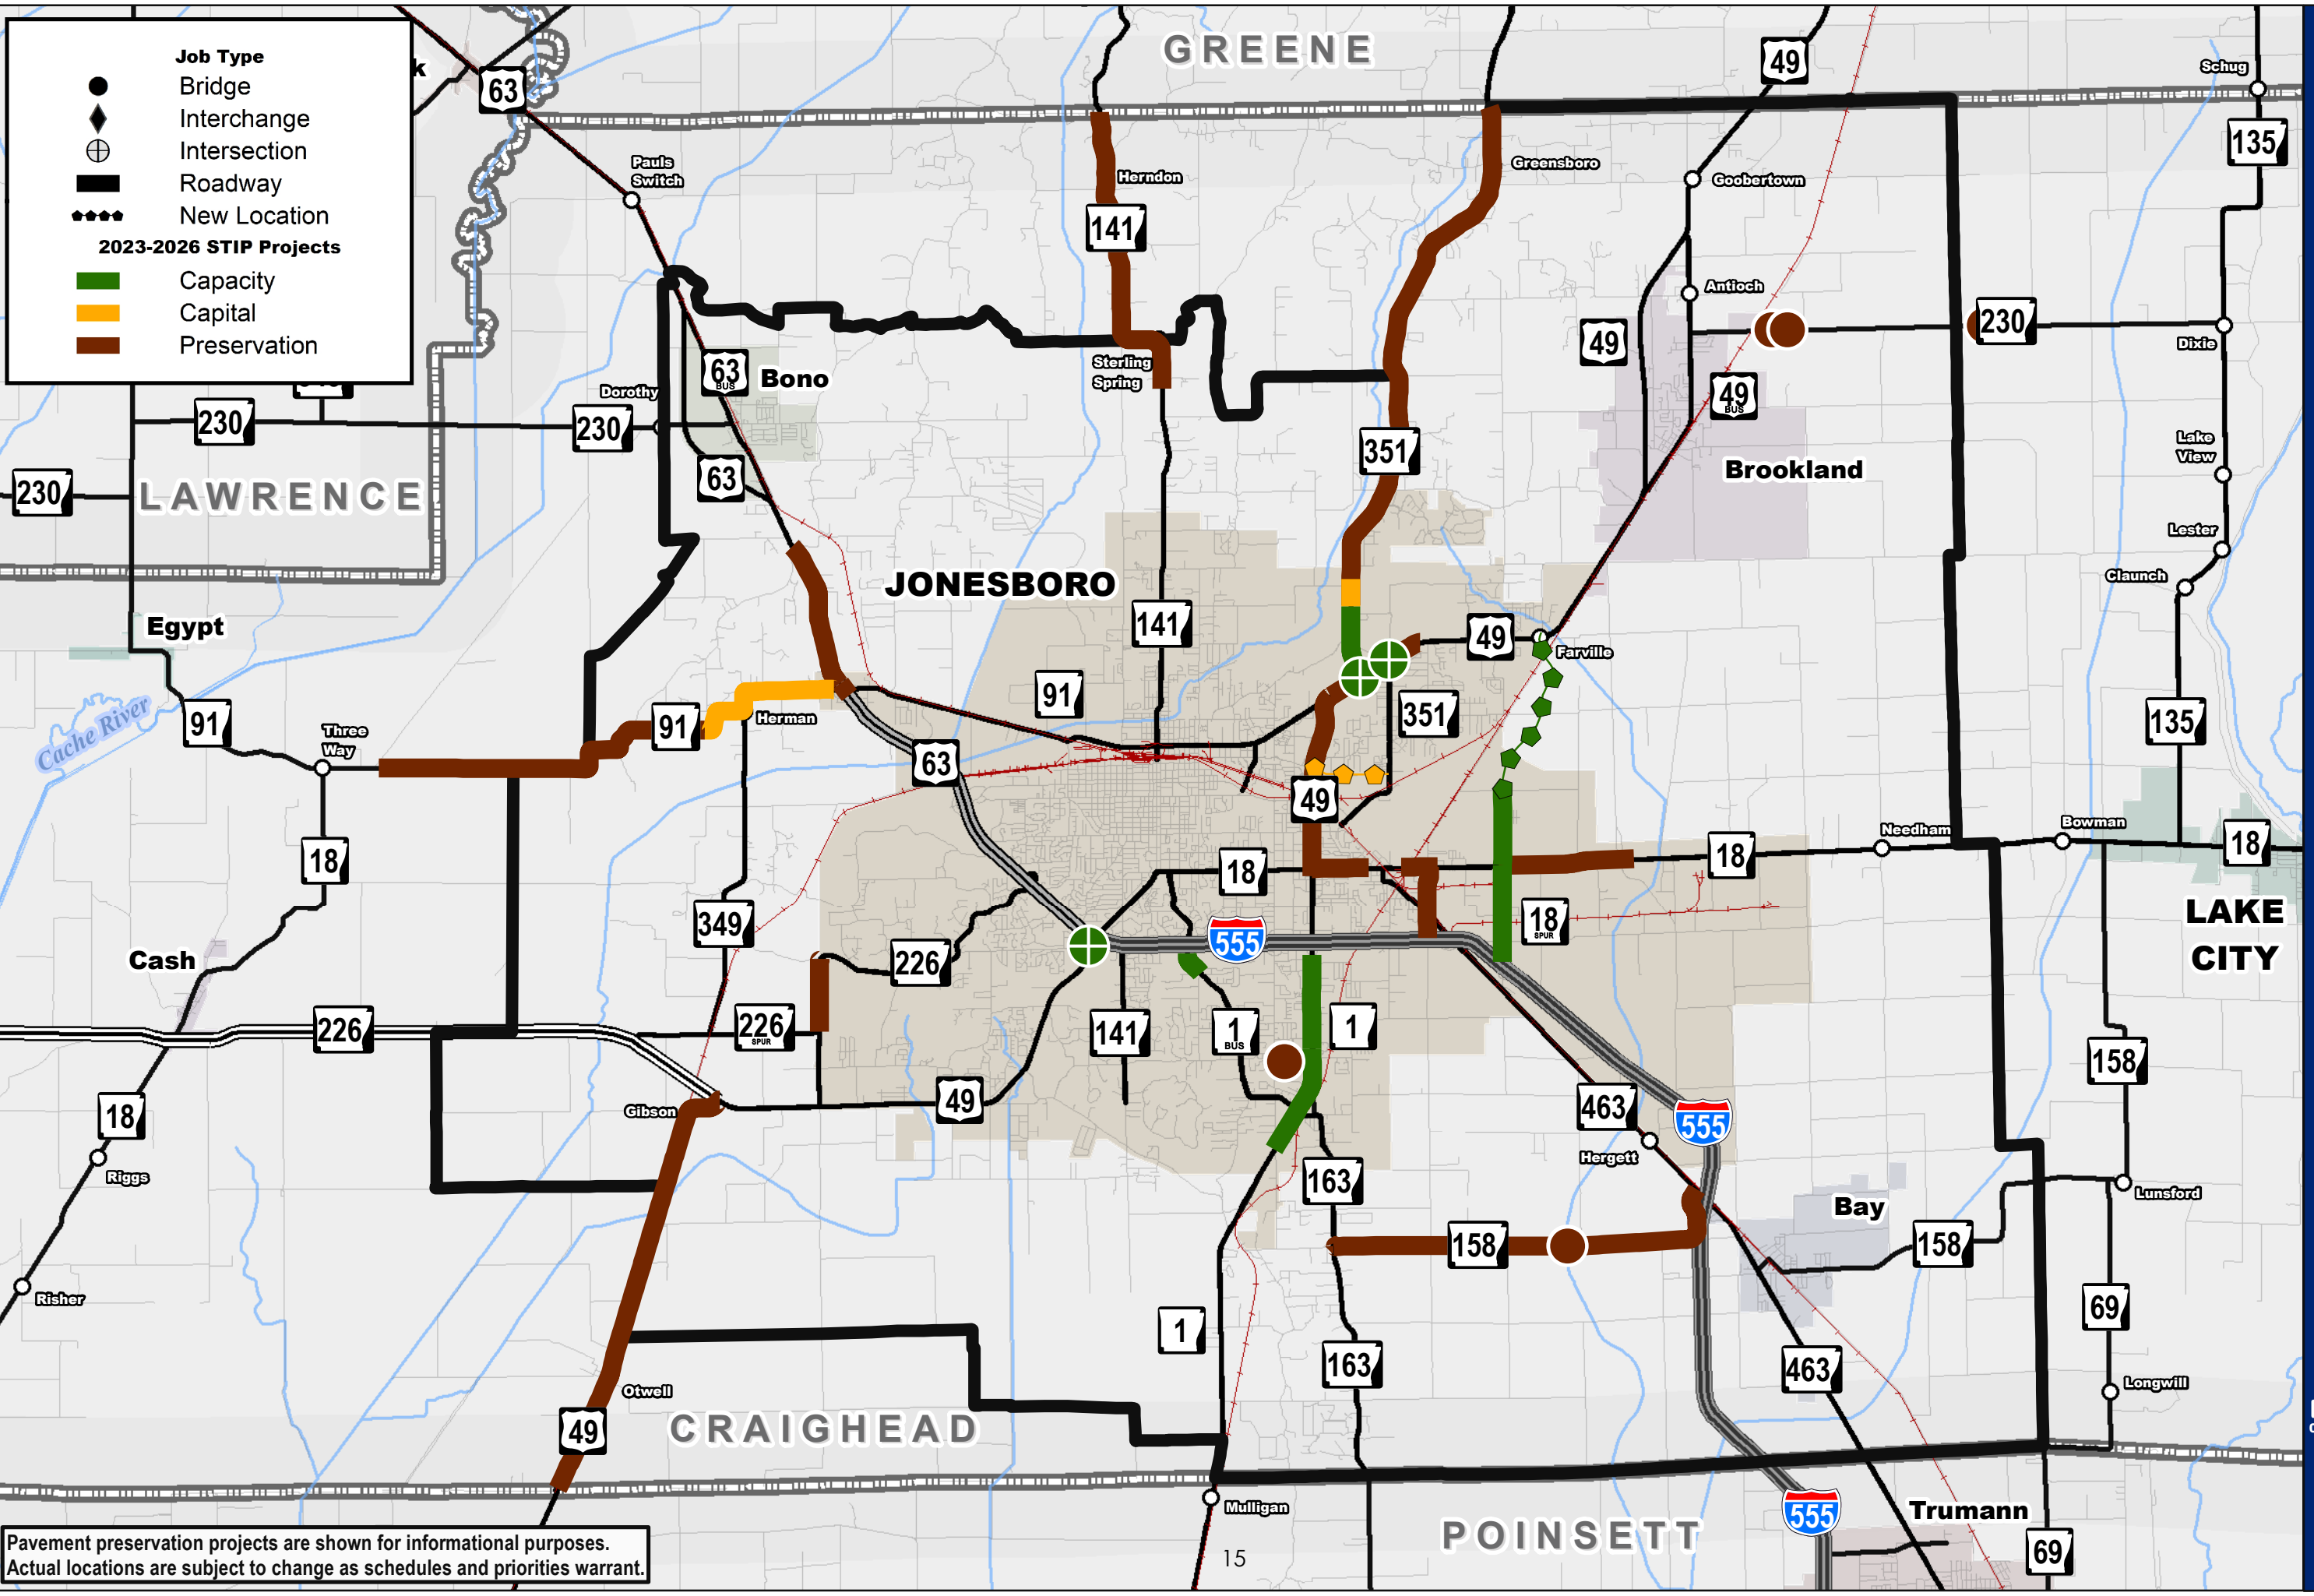 Job Type
Bridge
Interchange
Intersection
Roadway
New Location
2023-2026 STIP Projects
Capacity
Capital
Preservation
k
63
GREENE
49
Schug
135
Pauls
Switch
Herndon
141
Greensboro
Goobertown
Antioch
230
Dixie
49
49
BUS
63
BUS
Bono
Sterling
Spring
Dorothy
230
230
63
351
Brookland
Lake
View
230
LAWRENCE
Lester
Claunch
JONESBORO
Egypt
141
49
Farville
91
351
135
Cache River
91
Three
Way
91
Herman
63
49
18
18
18
Needham
Bowman
18
349
555
18
SPUR
LAKE
CITY
Cash
226
226
226
SPUR
141
1
BUS
1
158
18
Gibson
49
463
555
Hergett
Riggs
163
Bay
Lunsford
158
158
Risher
1
163
463
69
Otwell
Longwill
49
CRAIGHEAD
Mulligan
555
Trumann
POINSETT
69
Pavement preservation projects are shown for informational purposes.
Actual locations are subject to change as schedules and priorities warrant.
15